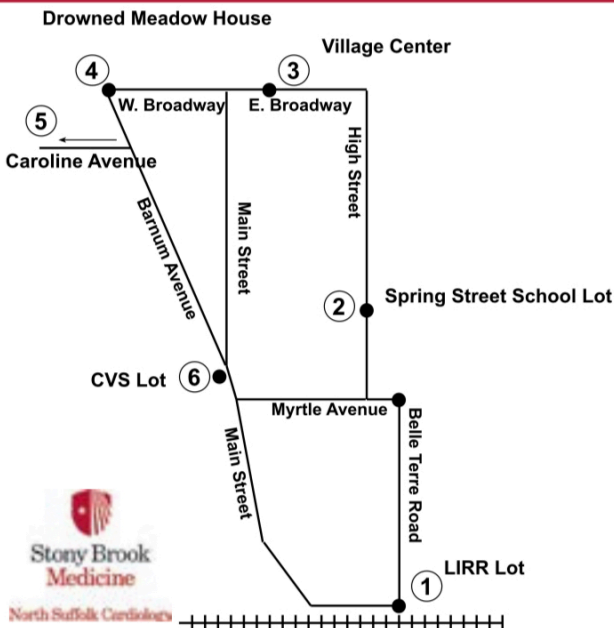 Drowned Meadow House
Village Center
4
3
W. Broadway
E. Broadway
5
Caroline Avenue
High Street
Barnum Avenue
Main Street
2
Spring Street School Lot
CVS Lot
6
Myrtle Avenue
Main Street
Belle Terre Road
LIRR Lot
1
Stony Brook
Medicine
North Suffolk Cardiology